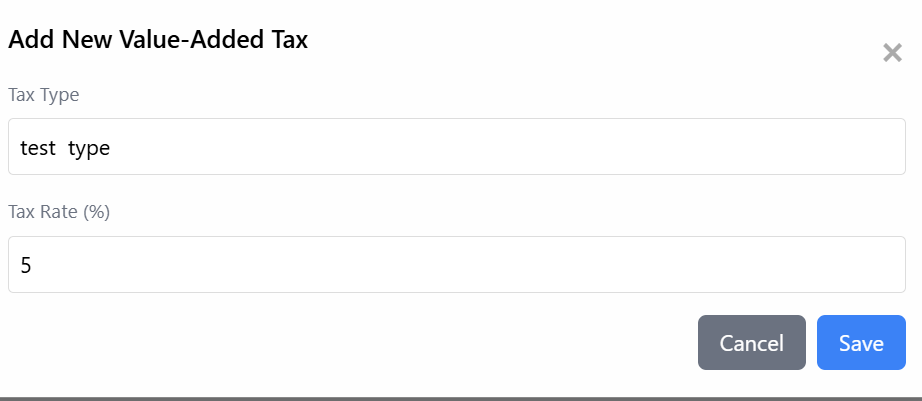 Add New Value-Added Tax
Tax Type
test  type
Tax Rate (%)
5
Cancel Save